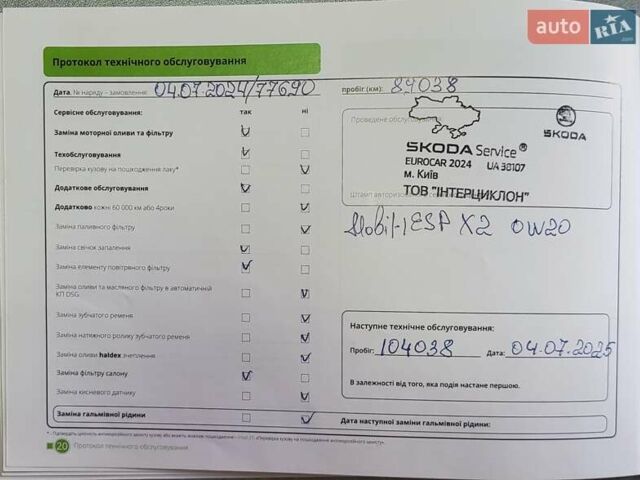 auto RIA
Протокол технічного обслуговування
Дата, № наряду – замовлення: 04.07.2024/77690
пробіг (км): 89038
Сервісне обслуговування: так ні
Проведене обслуговування
Заміна моторної оливи та фільтру
SKODA
SKODA Service®
Техобслуговування
EUROCAR 2024 UA 38107
Перевірка кузову на пошкодження лаку*
м. Київ
Додаткове обслуговування
ТОВ "ІНТЕРЦИКЛОН"
Додатково кожні 60 000 км або 4роки
Штамп
Заміна паливного фільтру
Mobil-1 ESP X2 0W20
Заміна свічок запалення
Заміна елементу повітряного фільтру
Заміна оливи та масляного фільтру в автоматичній
КП DSG
Заміна зубчатого ременя
Наступне технічне обслуговування:
Заміна натяжного ролику зубчатого ременя
Пробіг: 104038 Дата: 04.07.2025
Заміна оливи haldex зчеплення
Заміна фільтру салону
В залежності від того, яка подія настане першою.
Заміна кисневого датчику
Заміна гальмівної рідини
Дата наступної заміни гальмівної рідини:
20 Протокол технічного обслуговування